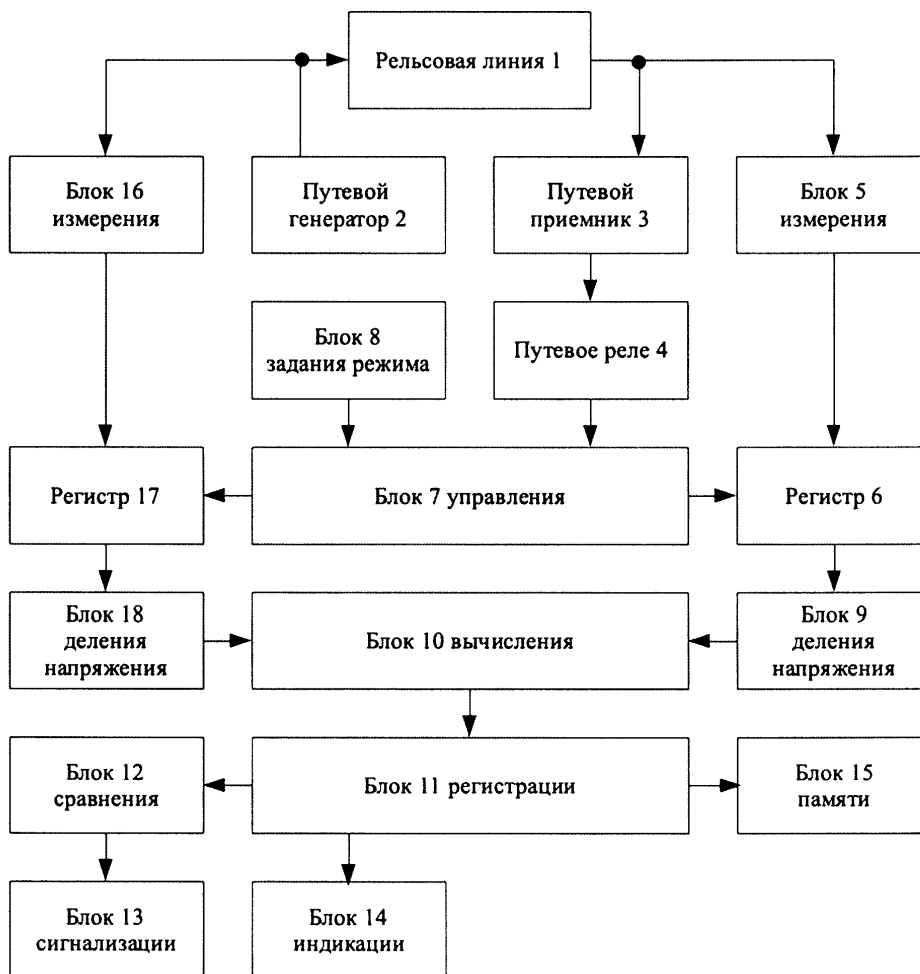 Рельсовая линия 1
Блок 16
измерения
Путевой
генератор 2
Путевой
приемник 3
Блок 5
измерения
Блок 8
задания режима
Путевое реле 4
Регистр 17
Блок 7 управления
Регистр 6
Блок 18
деления
напряжения
Блок 10 вычисления
Блок 9
деления
напряжения
Блок 12
сравнения
Блок 11 регистрации
Блок 15
памяти
Блок 13
сигнализации
Блок 14
индикации